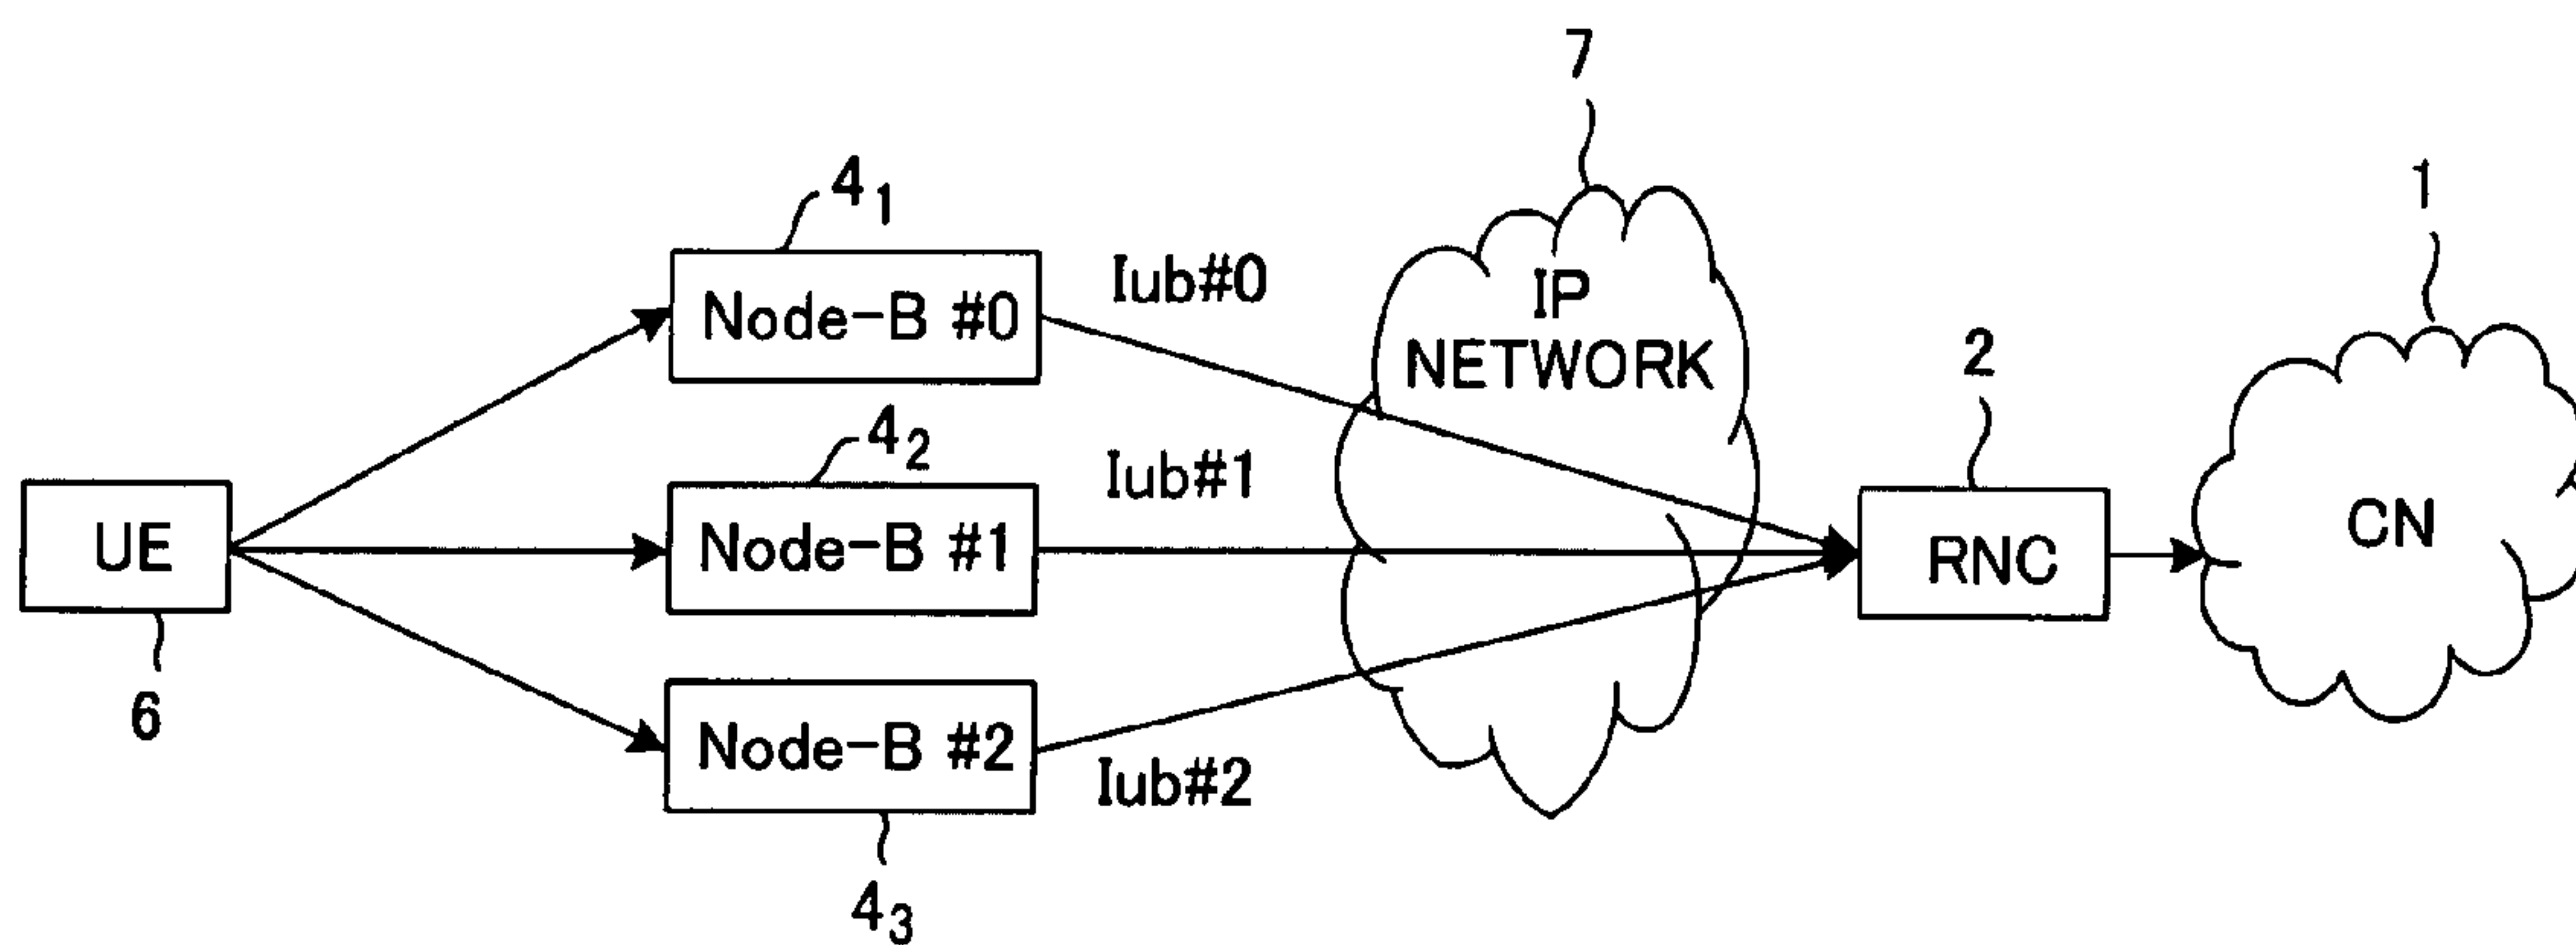 7
1
4₁
Node-B #0
Iub#0
IP
NETWORK
2
4₂
Iub#1
UE
Node-B #1
RNC
CN
6
Node-B #2
Iub#2
4₃